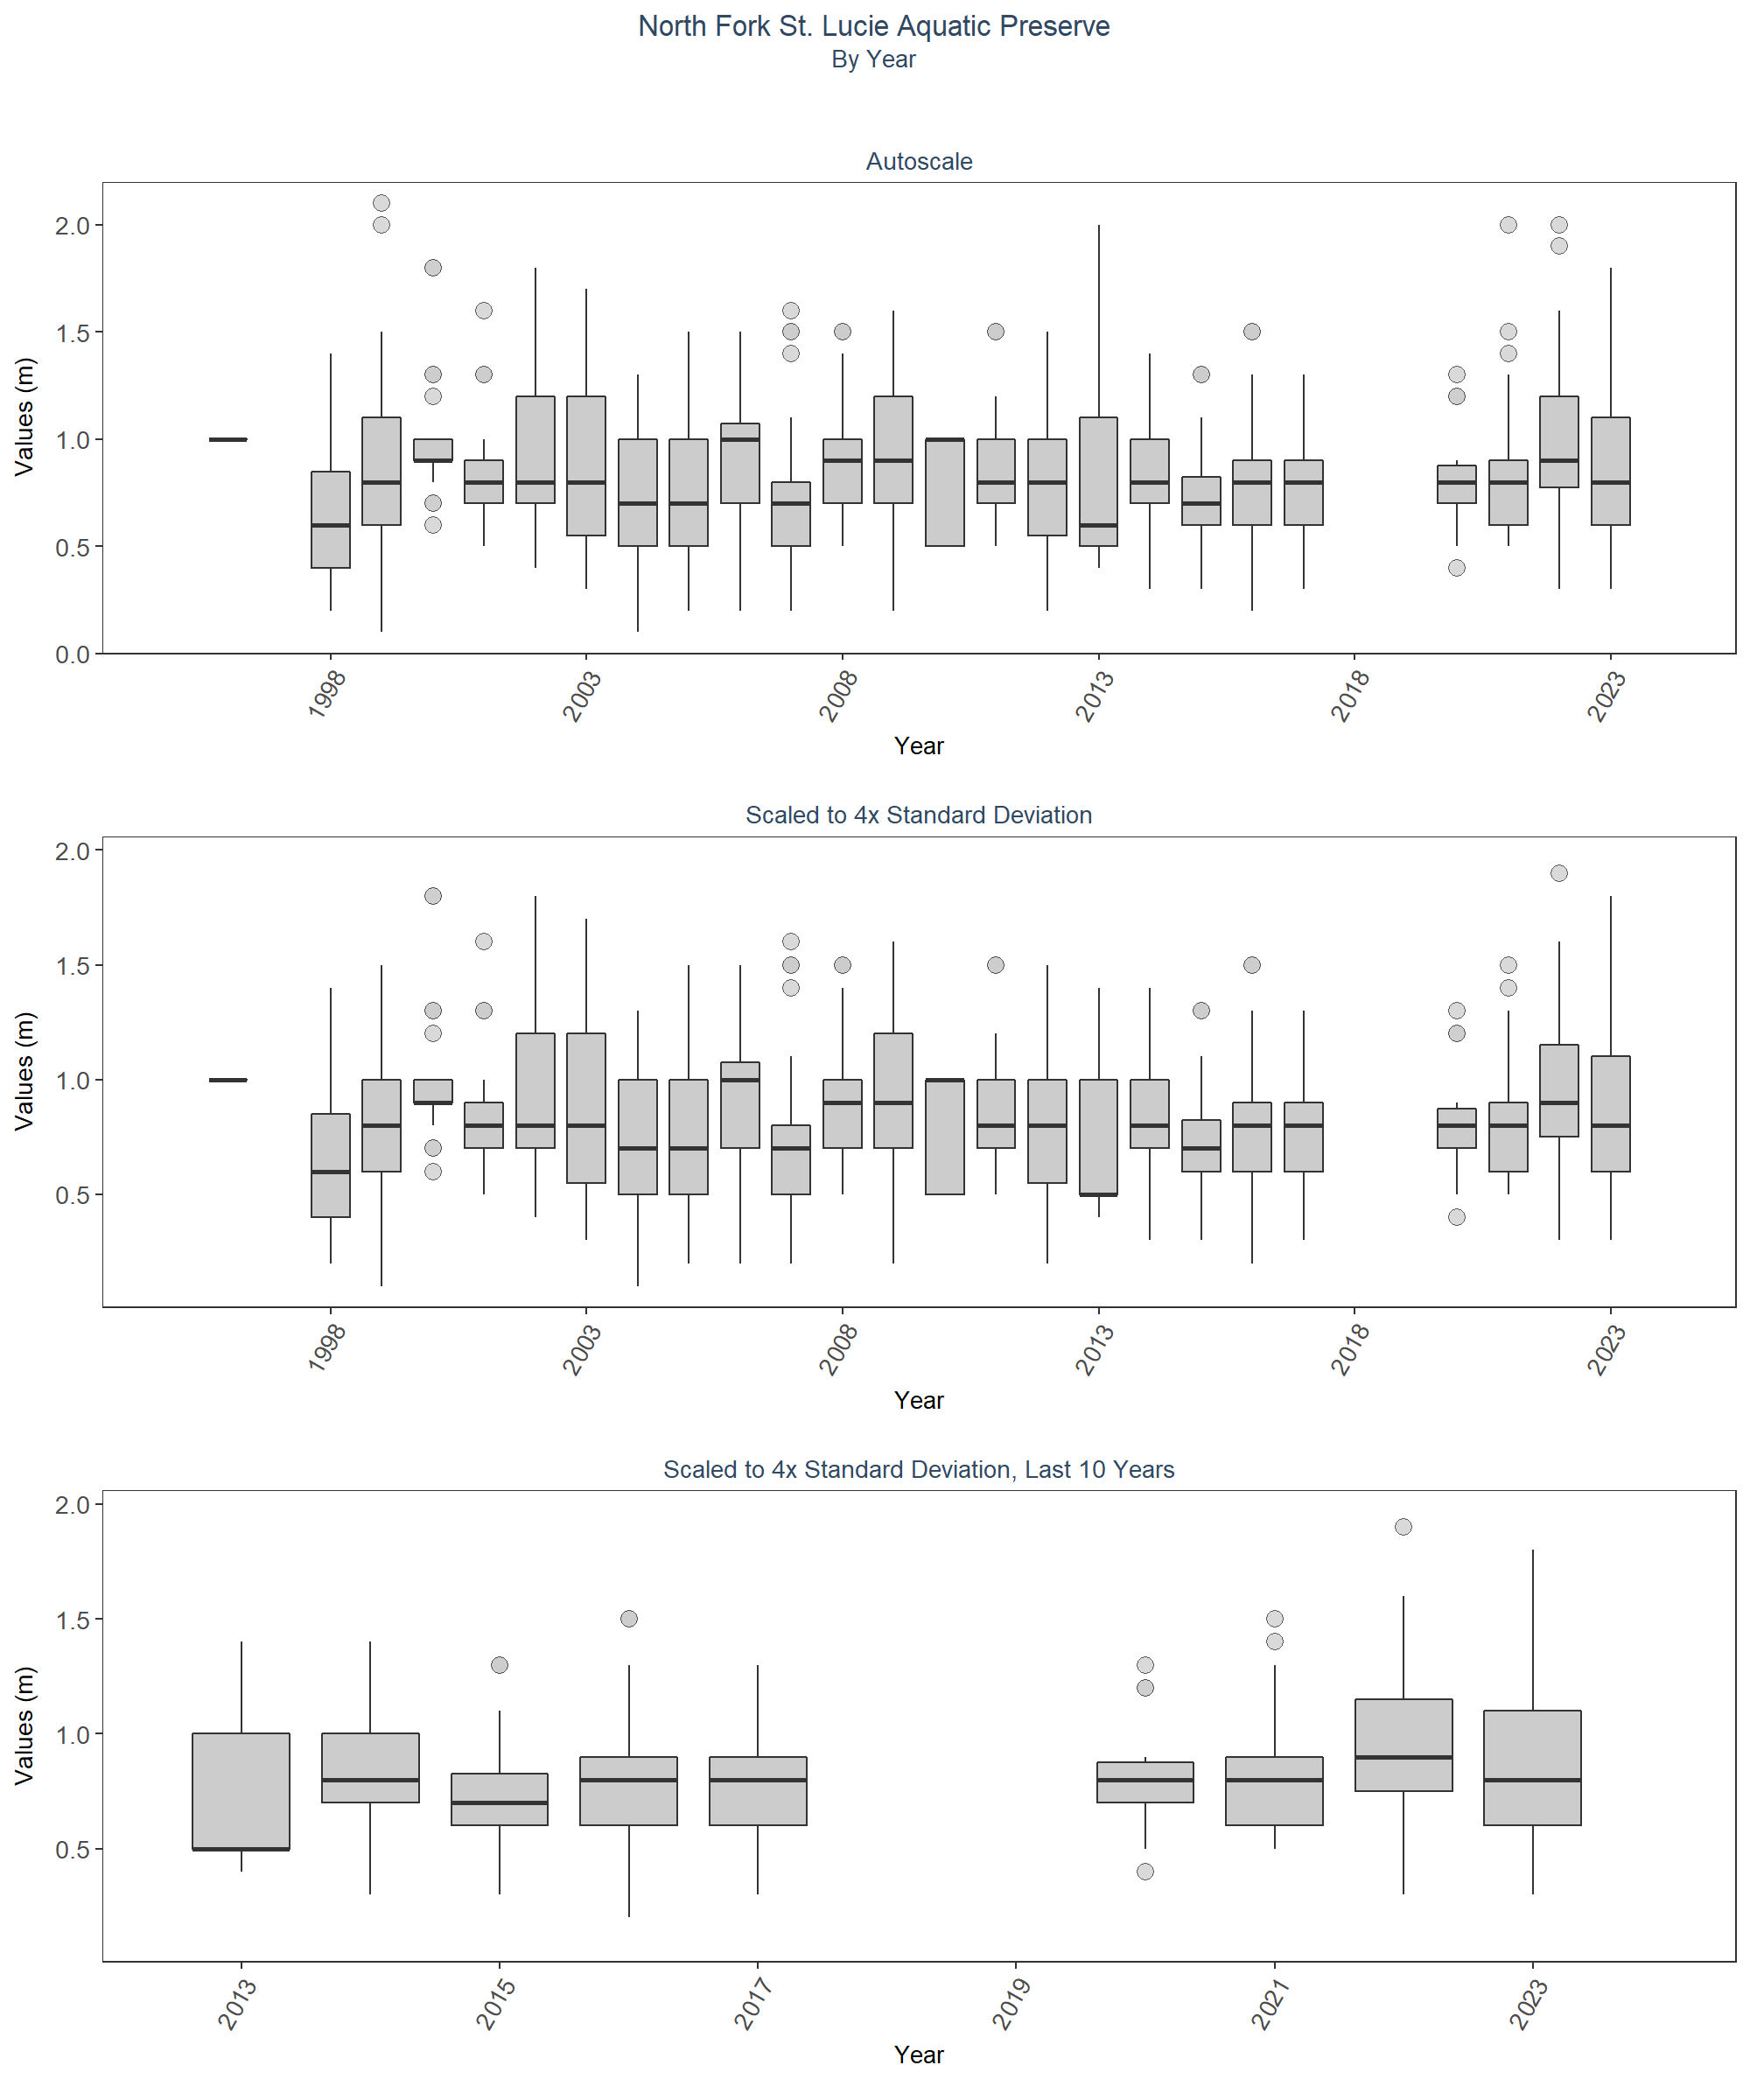 North Fork St. Lucie Aquatic Preserve
By Year
Autoscale
Values (m)
2.0
1.5
1.0
0.5
0.0
1998
2003
2008
2013
2018
2023
Year
Scaled to 4x Standard Deviation
Values (m)
2.0
1.5
1.0
0.5
1998
2003
2008
2013
2018
2023
Year
Scaled to 4x Standard Deviation, Last 10 Years
Values (m)
2.0
1.5
1.0
0.5
2013
2015
2017
2019
2021
2023
Year